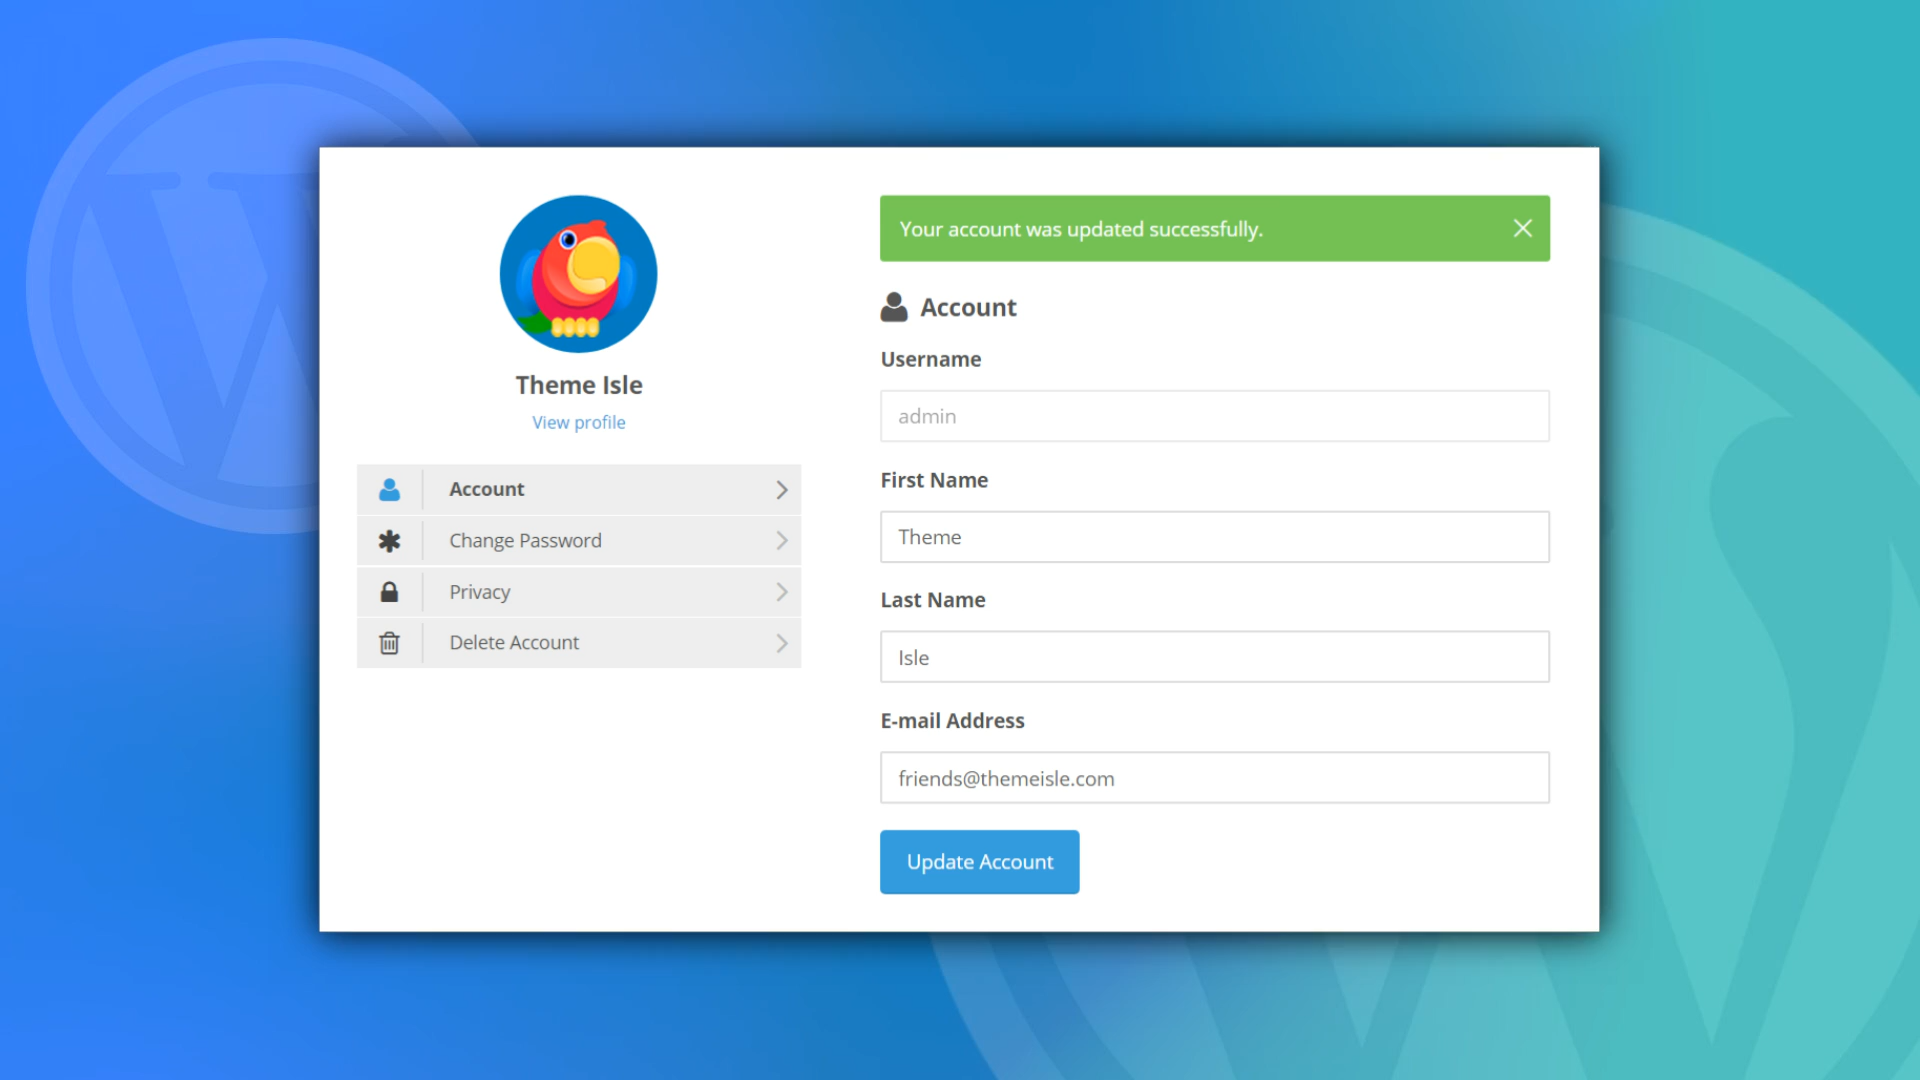 Theme Isle
View profile
Account
Change Password
Privacy
Delete Account
Your account was updated successfully.
Account
Username
admin
First Name
Theme
Last Name
Isle
E-mail Address
friends@themeisle.com
Update Account